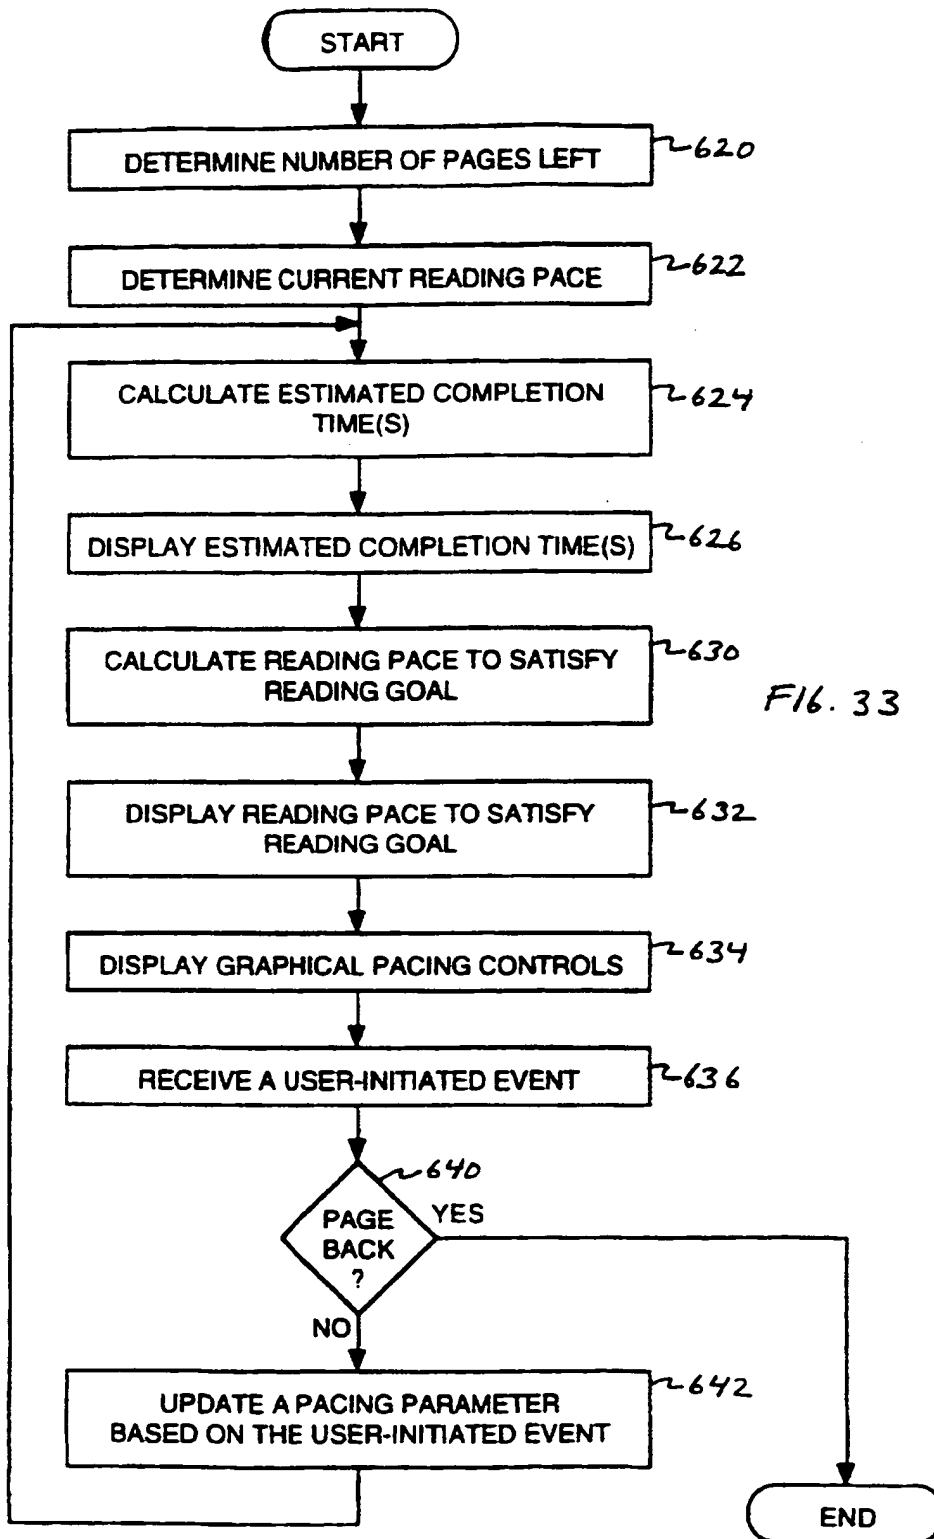 START
DETERMINE NUMBER OF PAGES LEFT
620
DETERMINE CURRENT READING PACE
622
CALCULATE ESTIMATED COMPLETION
TIME(S)
624
DISPLAY ESTIMATED COMPLETION TIME(S)
626
CALCULATE READING PACE TO SATISFY
READING GOAL
630
FIG. 33
DISPLAY READING PACE TO SATISFY
READING GOAL
632
DISPLAY GRAPHICAL PACING CONTROLS
634
RECEIVE A USER-INITIATED EVENT
636
640
PAGE
BACK
?
YES
NO
UPDATE A PACING PARAMETER
BASED ON THE USER-INITIATED EVENT
642
END